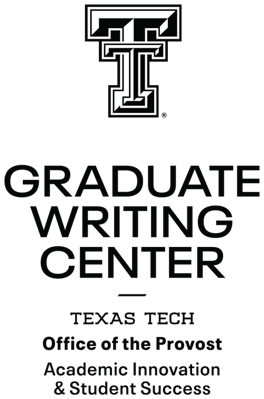 T
®
GRADUATE
WRITING
CENTER
TEXAS TECH
Office of the Provost
Academic Innovation
& Student Success